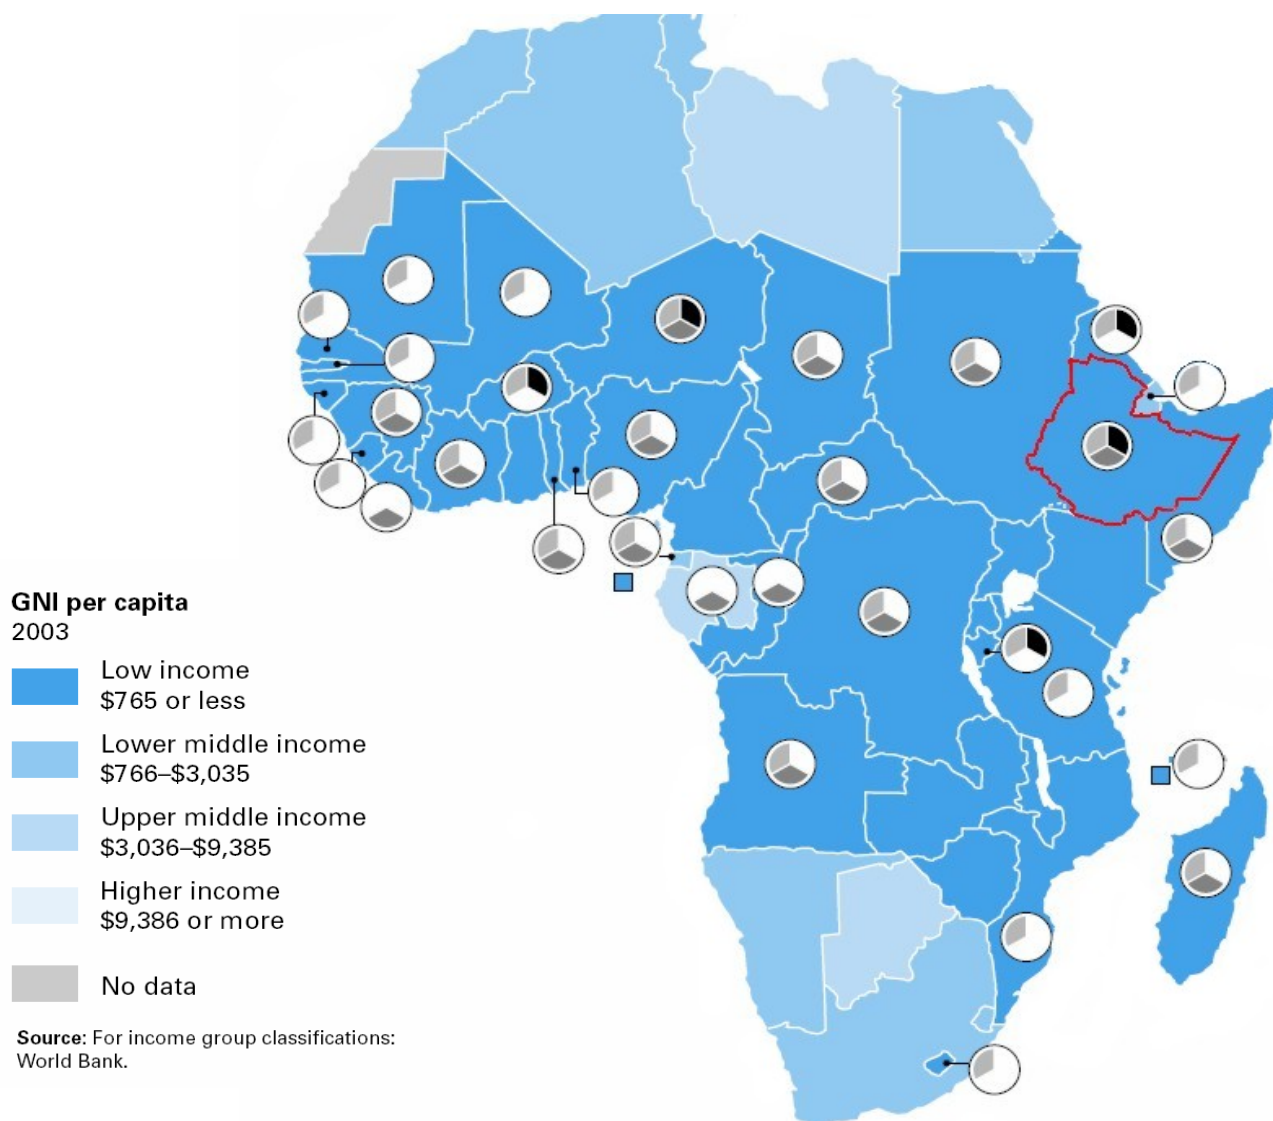 GNI per capita
2003
Low income
$765 or less
Lower middle income
$766–$3,035
Upper middle income
$3,036–$9,385
Higher income
$9,386 or more
No data
Source: For income group classifications:
World Bank.